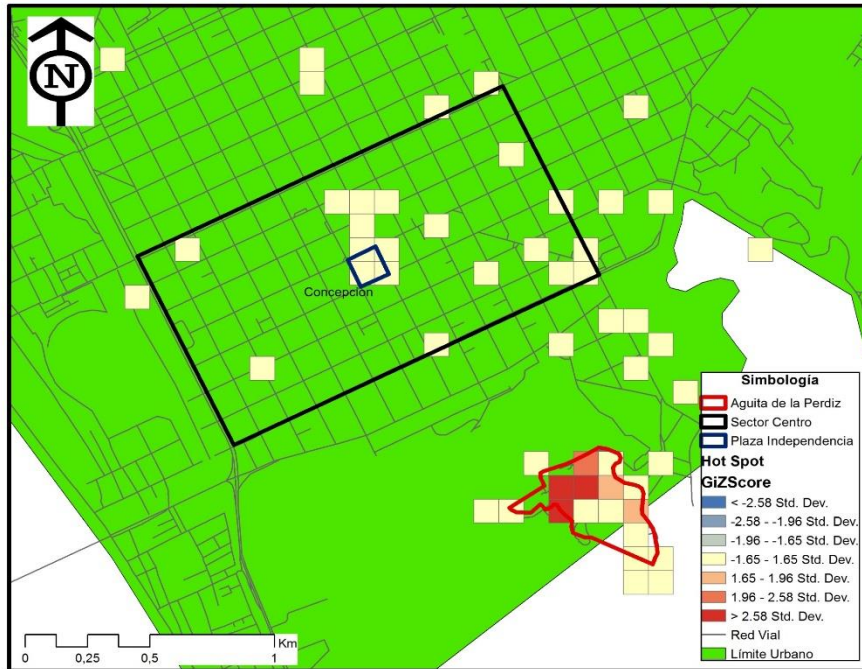 N
Concepción
Simbología
Aguita de la Perdiz
Sector Centro
Plaza Independencia
Hot Spot
GiZScore
< -2.58 Std. Dev.
-2.58 - -1.96 Std. Dev.
-1.96 - -1.65 Std. Dev.
-1.65 - 1.65 Std. Dev.
1.65 - 1.96 Std. Dev.
1.96 - 2.58 Std. Dev.
> 2.58 Std. Dev.
Red Vial
Límite Urbano
Km
0 0,25 0,5 1